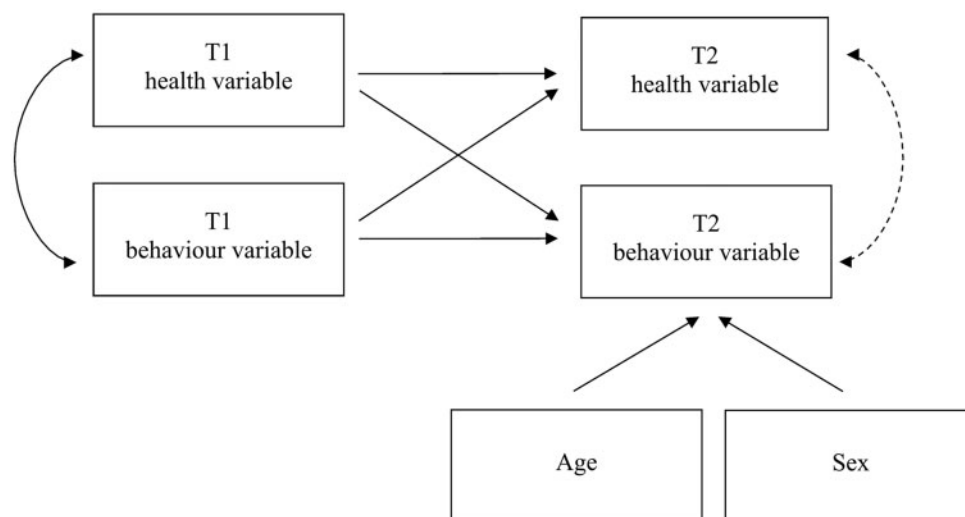 T1
health variable
T2
health variable
T1
behaviour variable
T2
behaviour variable
Age
Sex